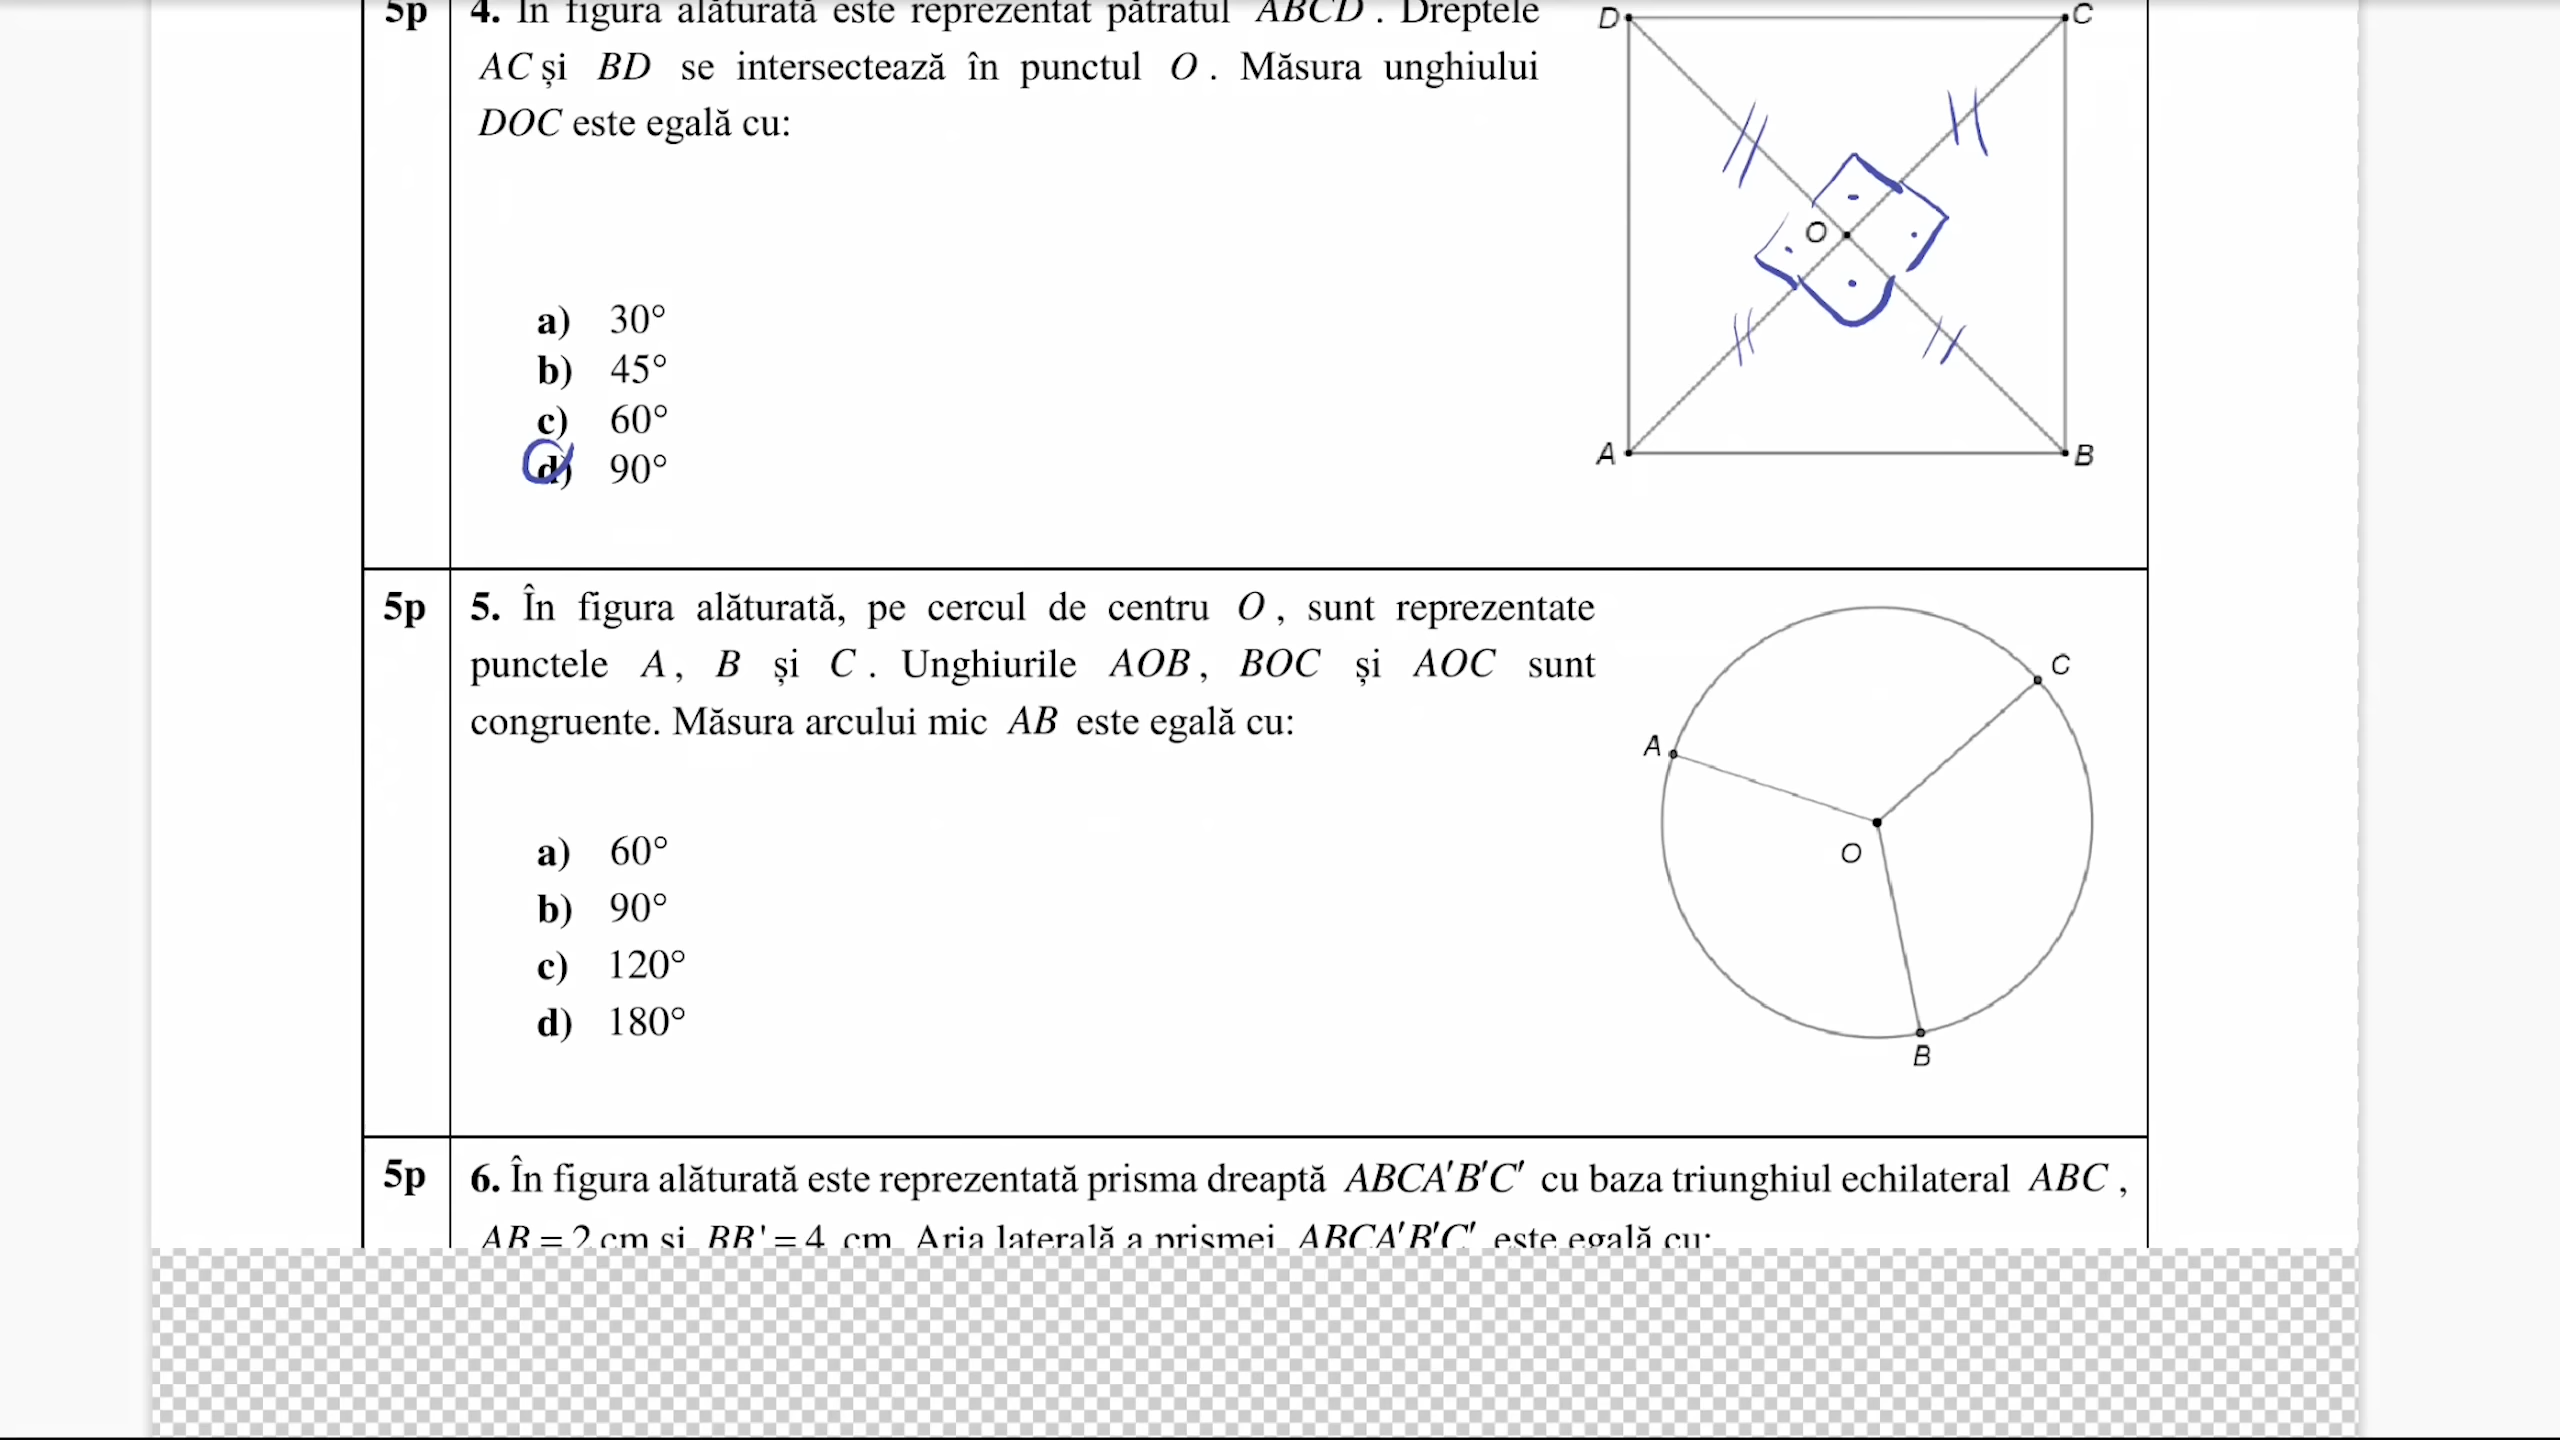 5p
4. În figura alăturată este reprezentat pătratul ABCD. Dreptele
AC și BD se intersectează în punctul O. Măsura unghiului
DOC este egală cu:
a) 30°
b) 45°
c) 60°
d) 90°
D
C
O
A
B
5p
5. În figura alăturată, pe cercul de centru O, sunt reprezentate
punctele A, B și C. Unghiurile AOB, BOC și AOC sunt
congruente. Măsura arcului mic AB este egală cu:
a) 60°
b) 90°
c) 120°
d) 180°
C
A
O
B
5p
6. În figura alăturată este reprezentată prisma dreaptă ABCA′B′C′ cu baza triunghiul echilateral ABC,
AB = 2 cm și BB' = 4 cm. Aria laterală a prismei ABCA′B′C′ este egală cu: